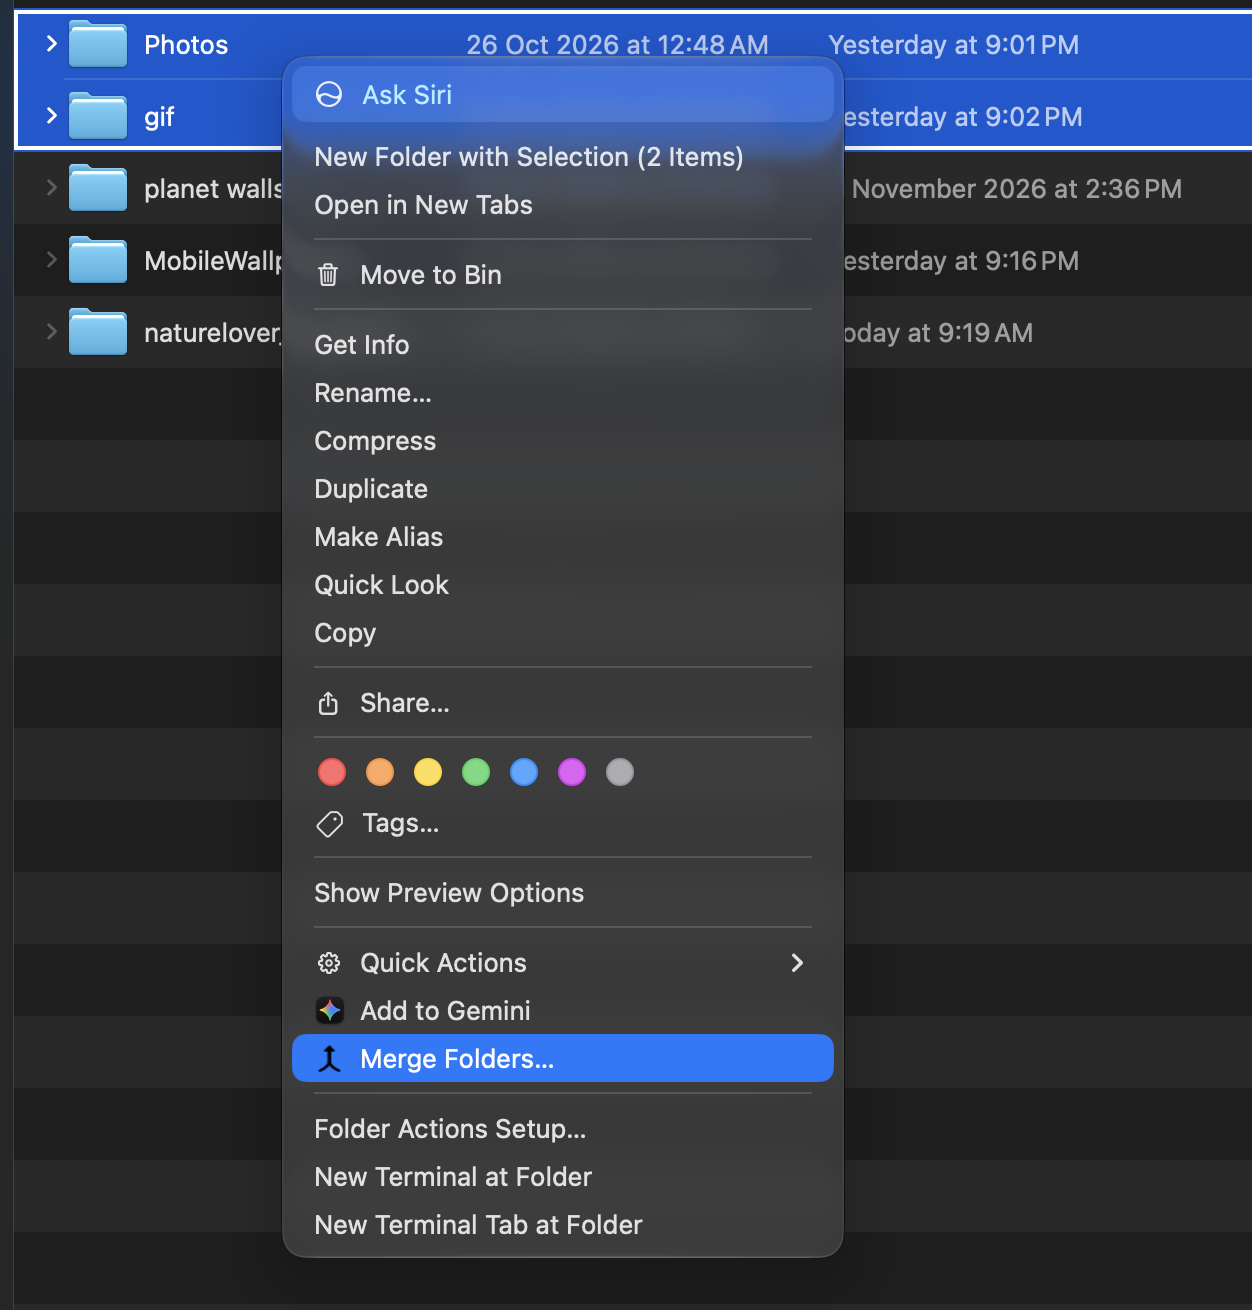 Photos 26 Oct 2026 at 12:48 AM Yesterday at 9:01 PM
Ask Siri
gif esterday at 9:02 PM
New Folder with Selection (2 Items)
planet walls November 2026 at 2:36 PM
Open in New Tabs
MobileWallp esterday at 9:16 PM
Move to Bin
naturelover_ oday at 9:19 AM
Get Info
Rename...
Compress
Duplicate
Make Alias
Quick Look
Copy
Share...
Tags...
Show Preview Options
Quick Actions
Add to Gemini
Merge Folders...
Folder Actions Setup...
New Terminal at Folder
New Terminal Tab at Folder